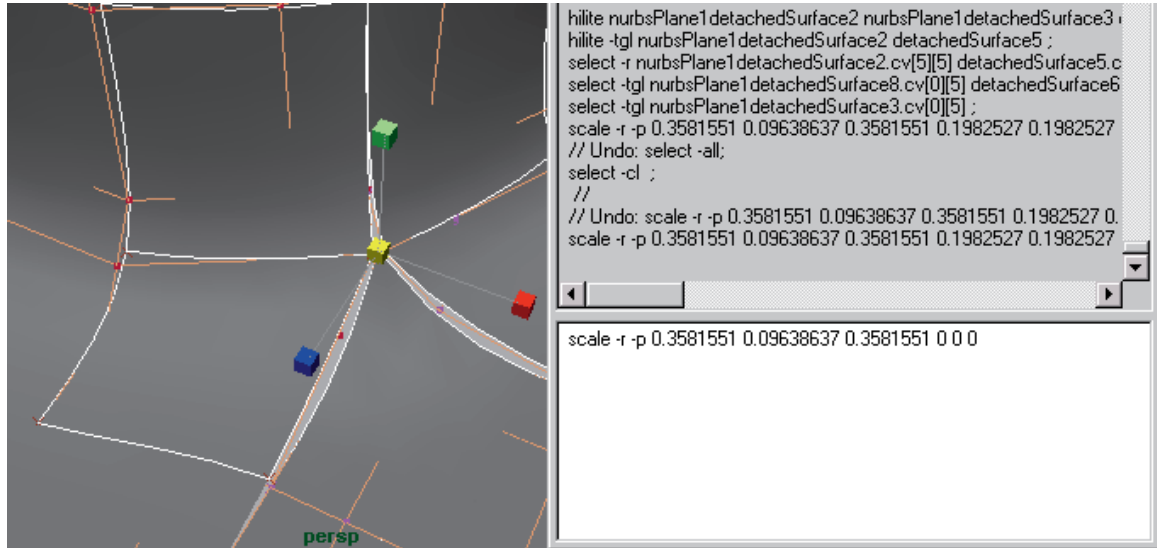 hilite nurbsPlane1detachedSurface2 nurbsPlane1detachedSurface3
hilite -tgl nurbsPlane1detachedSurface2 detachedSurface5 ;
select -r nurbsPlane1detachedSurface2.cv[5][5] detachedSurface5.c
select -tgl nurbsPlane1detachedSurface8.cv[0][5] detachedSurface6
select -tgl nurbsPlane1detachedSurface3.cv[0][5] ;
scale -r -p 0.3581551 0.09638637 0.3581551 0.1982527 0.1982527
// Undo: select -all;
select -cl  ;
//
// Undo: scale -r -p 0.3581551 0.09638637 0.3581551 0.1982527 0.
scale -r -p 0.3581551 0.09638637 0.3581551 0.1982527 0.1982527
scale -r -p 0.3581551 0.09638637 0.3581551 0 0 0
persp